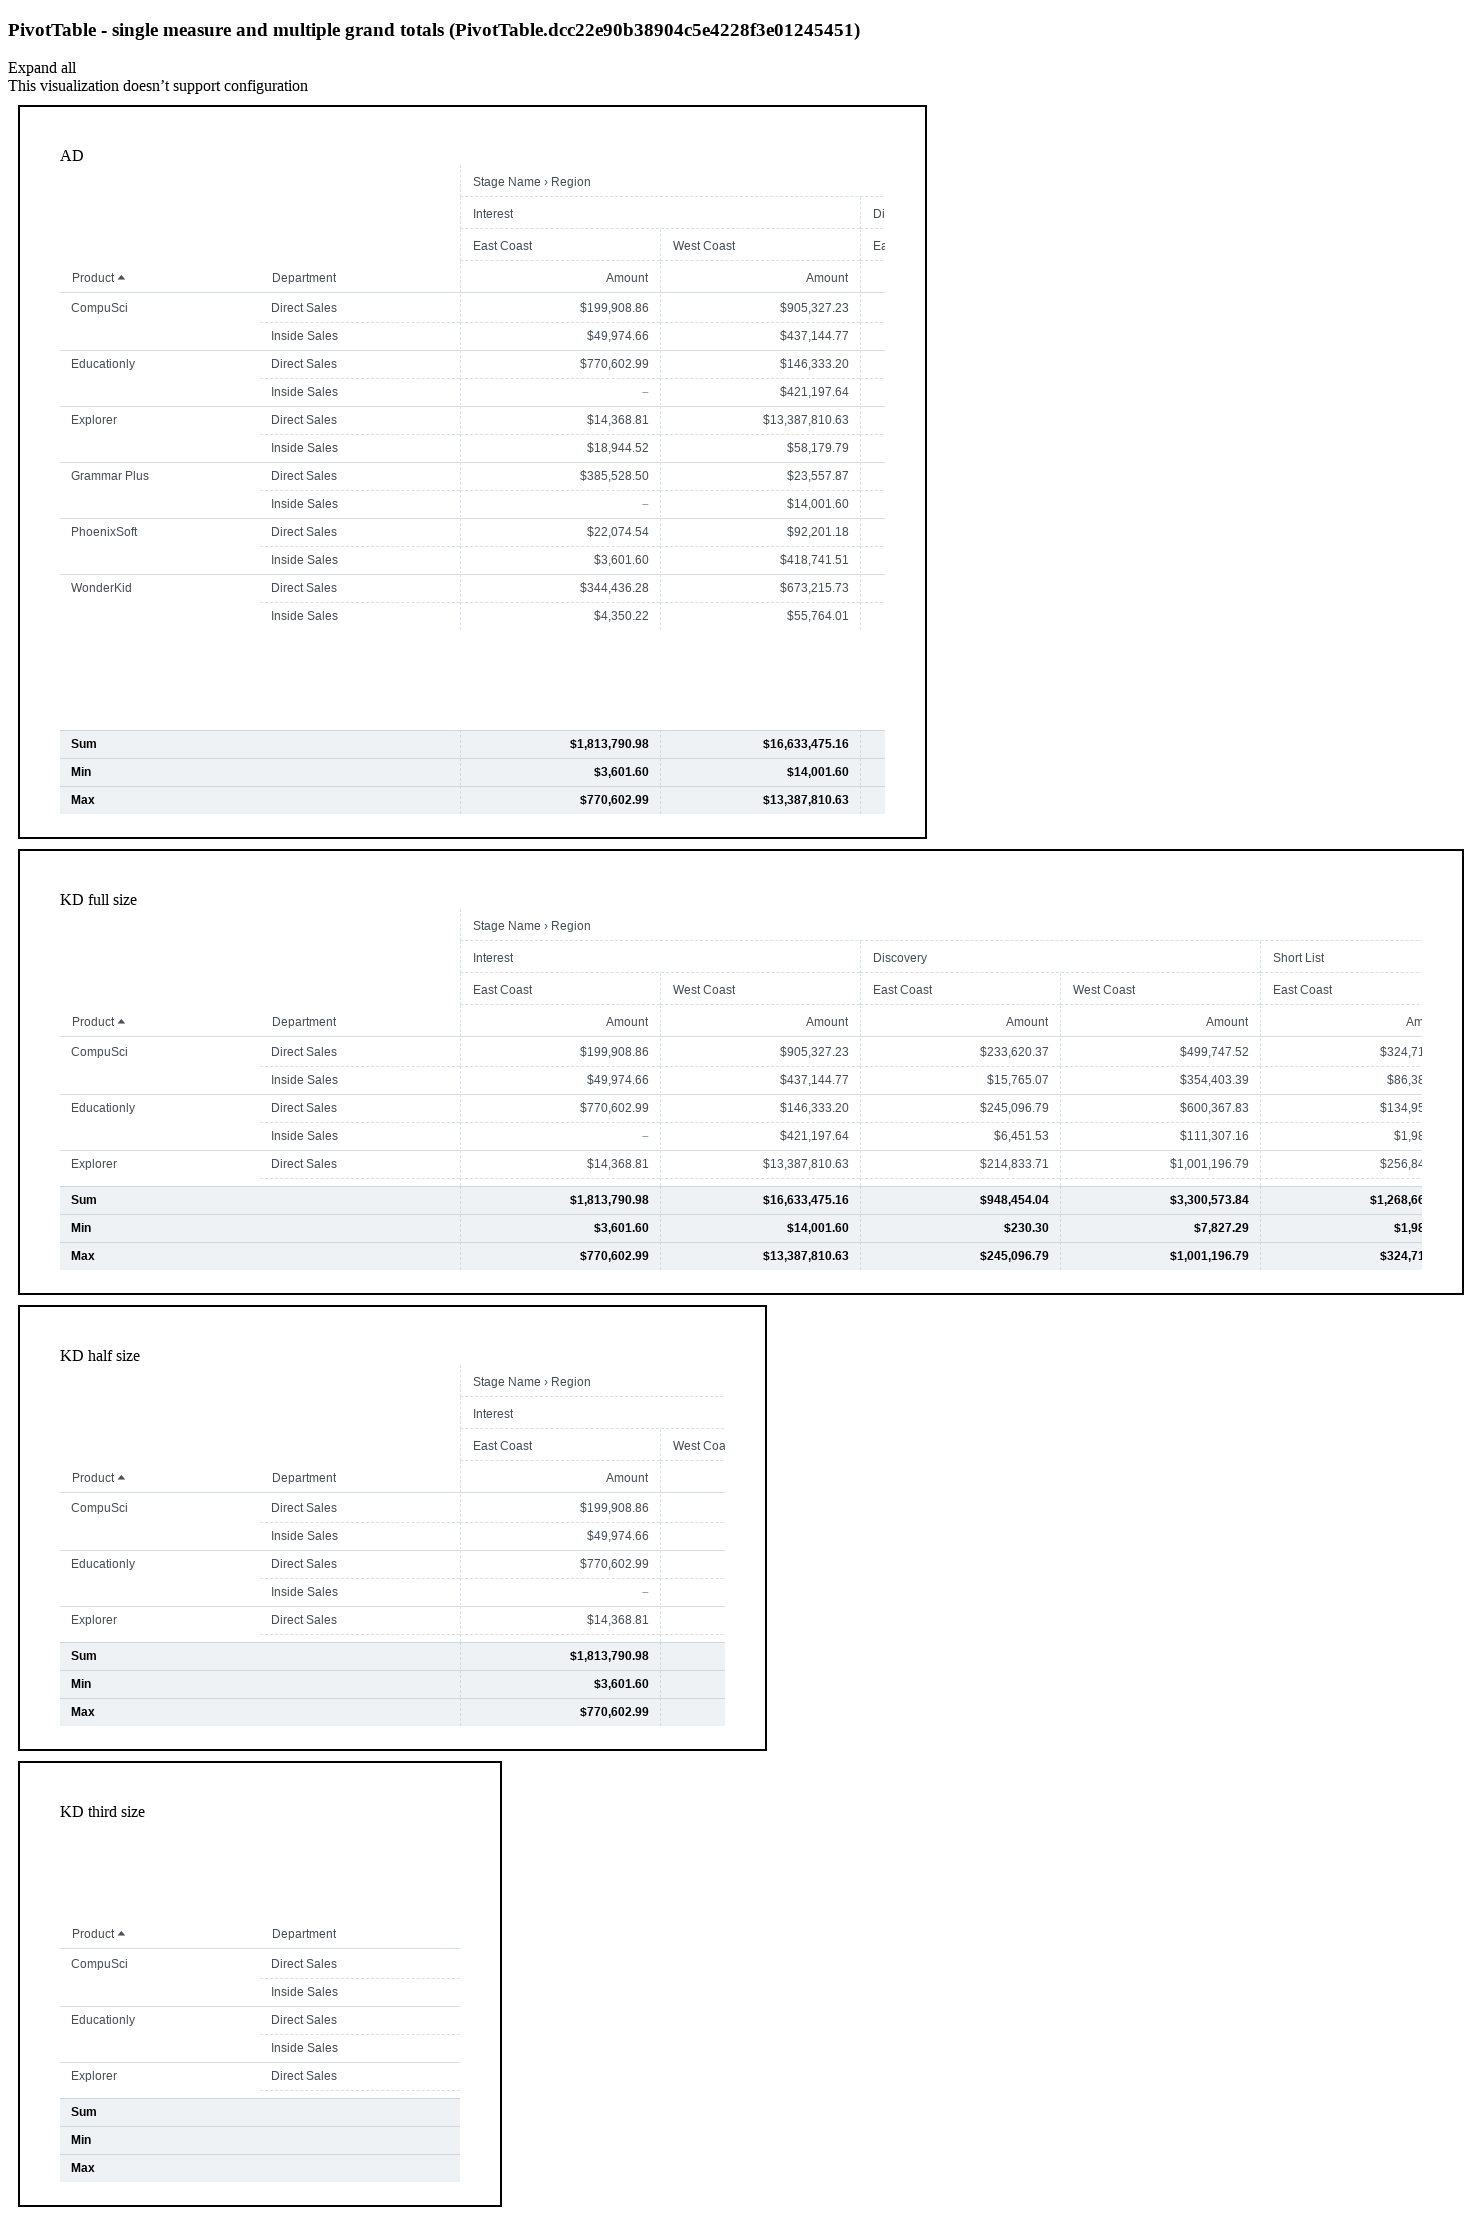 PivotTable - single measure and multiple grand totals (PivotTable.dcc22e90b38904c5e4228f3e01245451)
Expand all
This visualization doesn’t support configuration
AD
Stage Name › Region
Interest Di
East Coast West Coast Ea
Product Department Amount Amount
CompuSci Direct Sales $199,908.86 $905,327.23
Inside Sales $49,974.66 $437,144.77
Educationly Direct Sales $770,602.99 $146,333.20
Inside Sales – $421,197.64
Explorer Direct Sales $14,368.81 $13,387,810.63
Inside Sales $18,944.52 $58,179.79
Grammar Plus Direct Sales $385,528.50 $23,557.87
Inside Sales – $14,001.60
PhoenixSoft Direct Sales $22,074.54 $92,201.18
Inside Sales $3,601.60 $418,741.51
WonderKid Direct Sales $344,436.28 $673,215.73
Inside Sales $4,350.22 $55,764.01
Sum $1,813,790.98 $16,633,475.16
Min $3,601.60 $14,001.60
Max $770,602.99 $13,387,810.63
KD full size
Stage Name › Region
Interest Discovery Short List
East Coast West Coast East Coast West Coast East Coast
Product Department Amount Amount Amount Amount Am
CompuSci Direct Sales $199,908.86 $905,327.23 $233,620.37 $499,747.52 $324,71
Inside Sales $49,974.66 $437,144.77 $15,765.07 $354,403.39 $86,38
Educationly Direct Sales $770,602.99 $146,333.20 $245,096.79 $600,367.83 $134,95
Inside Sales – $421,197.64 $6,451.53 $111,307.16 $1,98
Explorer Direct Sales $14,368.81 $13,387,810.63 $214,833.71 $1,001,196.79 $256,84
Sum $1,813,790.98 $16,633,475.16 $948,454.04 $3,300,573.84 $1,268,66
Min $3,601.60 $14,001.60 $230.30 $7,827.29 $1,98
Max $770,602.99 $13,387,810.63 $245,096.79 $1,001,196.79 $324,71
KD half size
Stage Name › Region
Interest
East Coast West Coa
Product Department Amount
CompuSci Direct Sales $199,908.86
Inside Sales $49,974.66
Educationly Direct Sales $770,602.99
Inside Sales –
Explorer Direct Sales $14,368.81
Sum $1,813,790.98
Min $3,601.60
Max $770,602.99
KD third size
Product Department
CompuSci Direct Sales
Inside Sales
Educationly Direct Sales
Inside Sales
Explorer Direct Sales
Sum
Min
Max